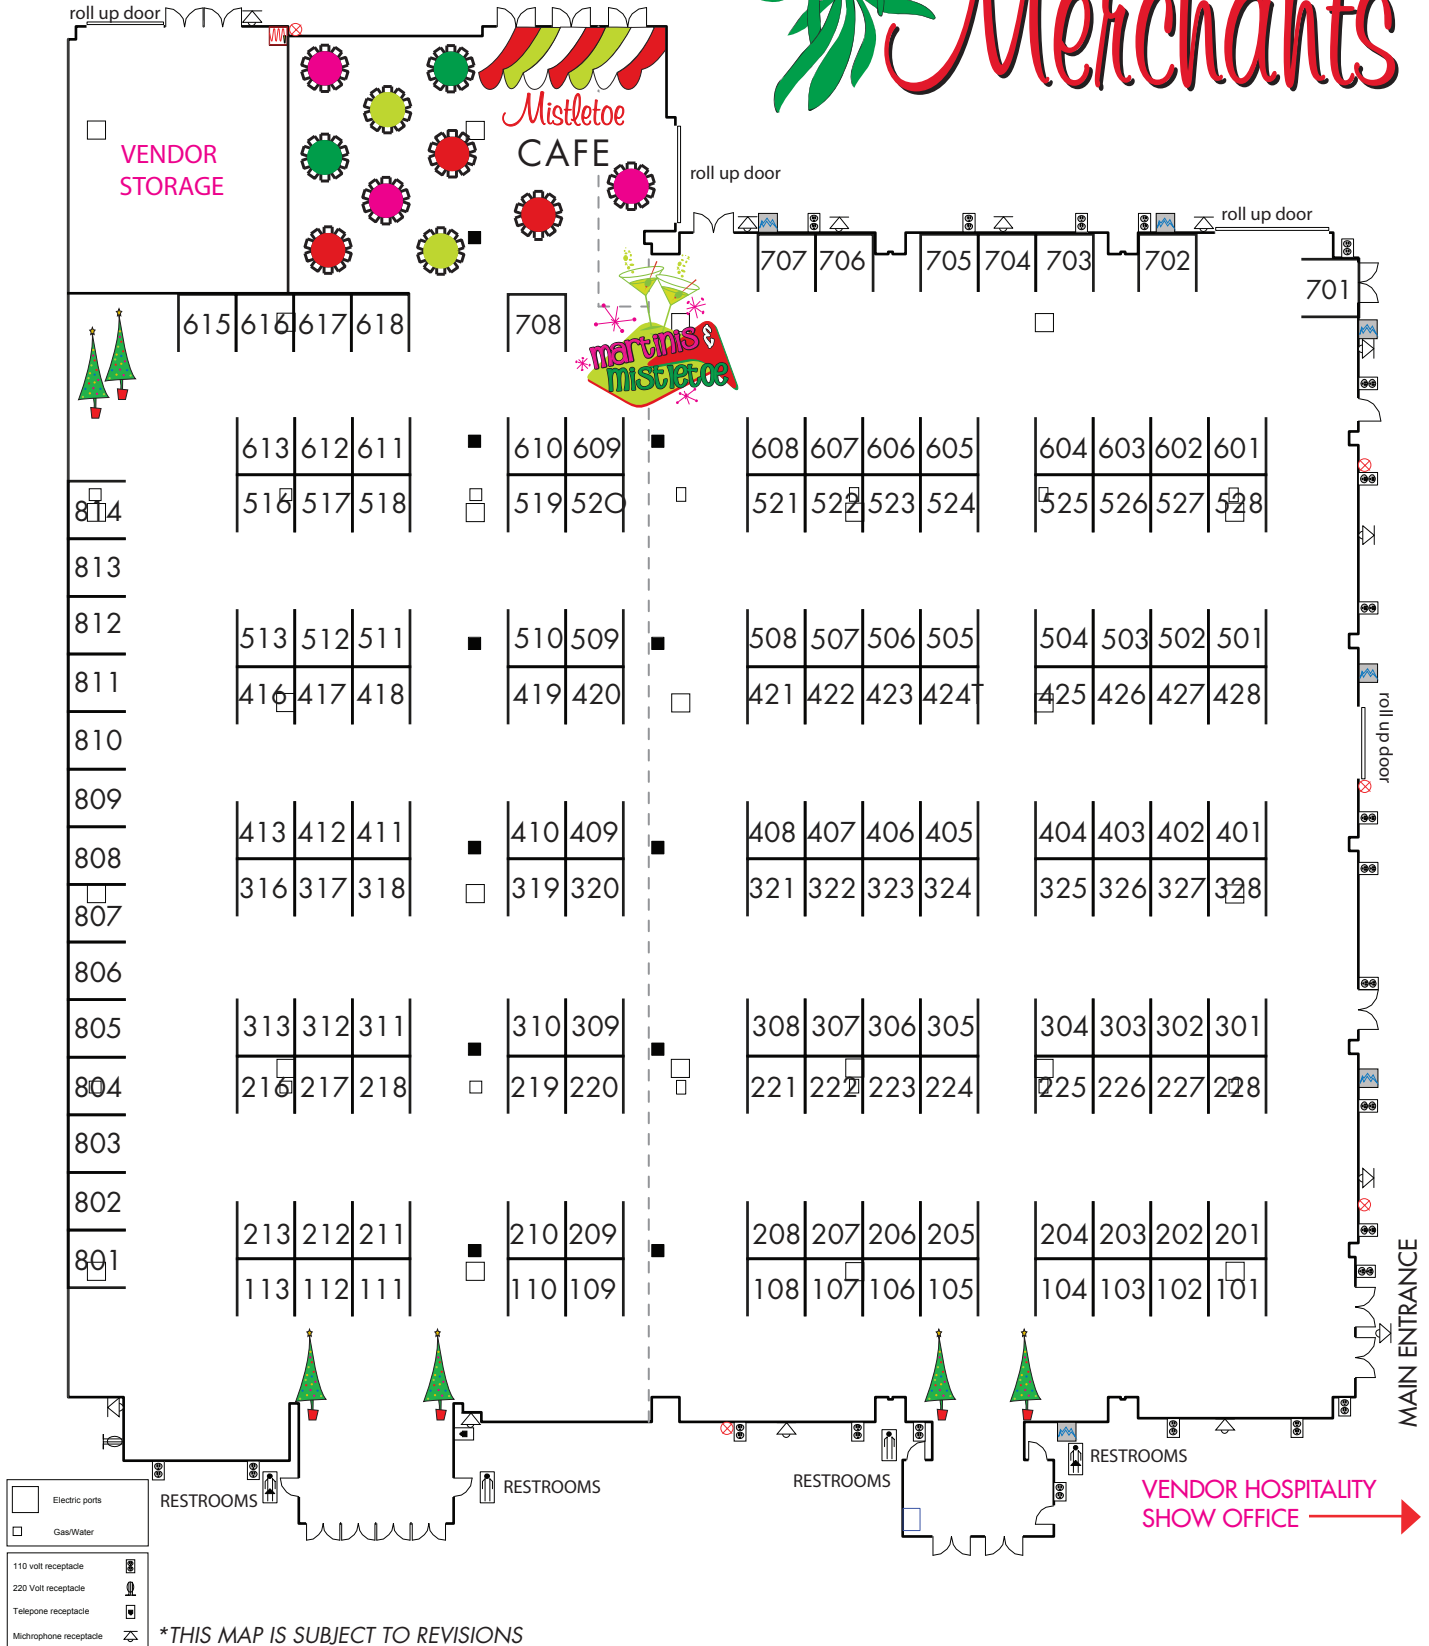 Merchants
roll up door
Mistletoe
CAFE
VENDOR
STORAGE
roll up door
roll up door
707 706 705 704 703 702
701
615 616 617 618 708
martinis &
mistletoe
613 612 611 610 609 608 607 606 605 604 603 602 601
516 517 518 519 520 521 522 523 524 525 526 527 528
814
813
812
513 512 511 510 509 508 507 506 505 504 503 502 501
811
416 417 418 419 420 421 422 423 424T 425 426 427 428
roll up door
810
809
413 412 411 410 409 408 407 406 405 404 403 402 401
808
316 317 318 319 320 321 322 323 324 325 326 327 328
807
806
805
313 312 311 310 309 308 307 306 305 304 303 302 301
804
216 217 218 219 220 221 222 223 224 225 226 227 228
803
802
213 212 211 210 209 208 207 206 205 204 203 202 201
801
113 112 111 110 109 108 107 106 105 104 103 102 101
MAIN ENTRANCE
RESTROOMS
RESTROOMS
RESTROOMS
RESTROOMS
VENDOR HOSPITALITY
SHOW OFFICE
Electric ports
Gas/Water
110 volt receptacle
220 Volt receptacle
Telepone receptacle
Michrophone receptacle
*THIS MAP IS SUBJECT TO REVISIONS